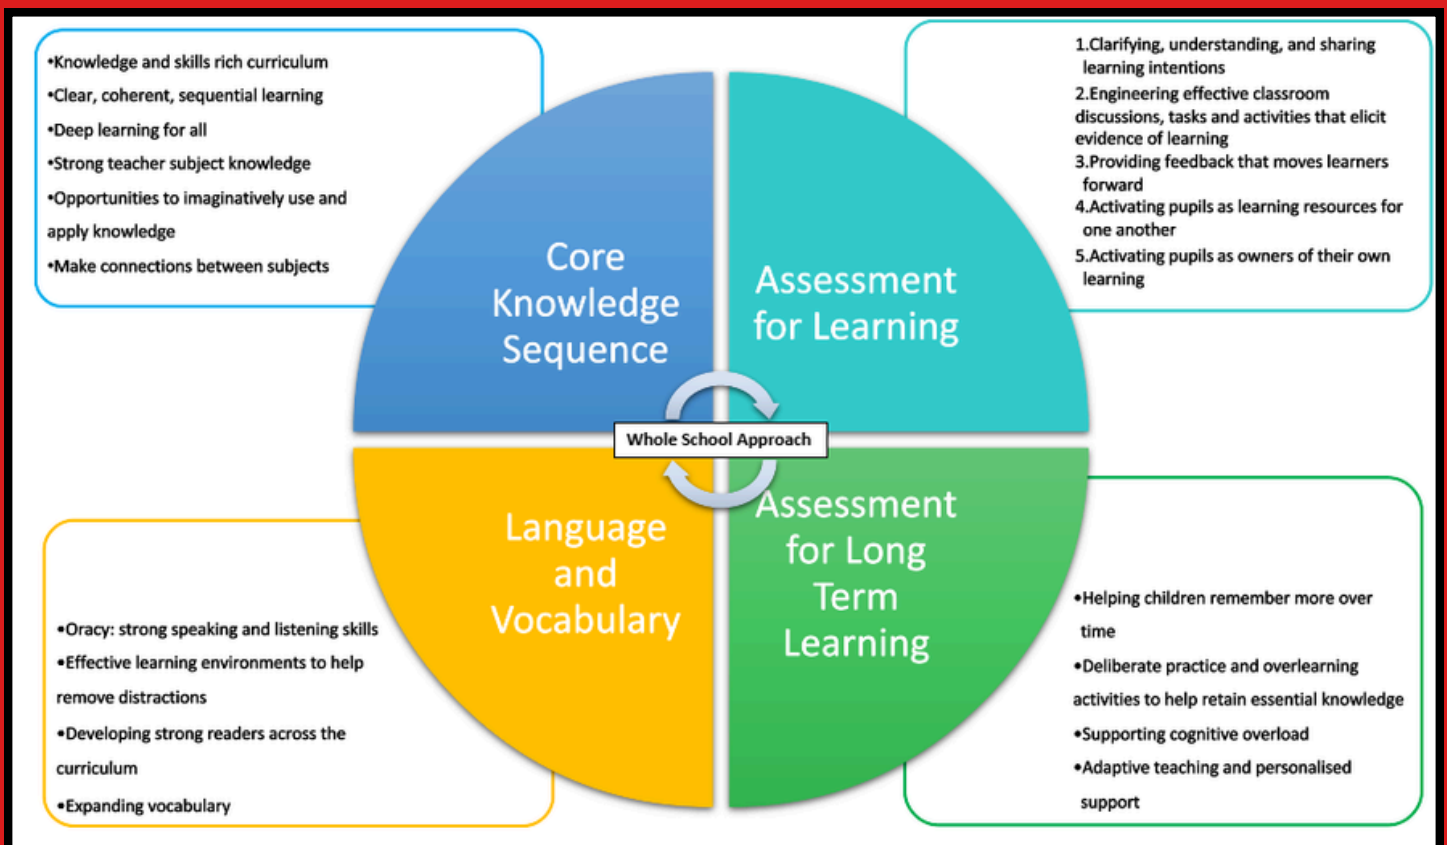 •Knowledge and skills rich curriculum
•Clear, coherent, sequential learning
•Deep learning for all
•Strong teacher subject knowledge
•Opportunities to imaginatively use and
apply knowledge
•Make connections between subjects
1.Clarifying, understanding, and sharing
learning intentions
2.Engineering effective classroom
discussions, tasks and activities that elicit
evidence of learning
3.Providing feedback that moves learners
forward
4.Activating pupils as learning resources for
one another
5.Activating pupils as owners of their own
learning
Core
Knowledge
Sequence
Assessment
for Learning
Whole School Approach
Language
and
Vocabulary
Assessment
for Long
Term
Learning
•Oracy: strong speaking and listening skills
•Effective learning environments to help
remove distractions
•Developing strong readers across the
curriculum
•Expanding vocabulary
•Helping children remember more over
time
•Deliberate practice and overlearning
activities to help retain essential knowledge
•Supporting cognitive overload
•Adaptive teaching and personalised
support